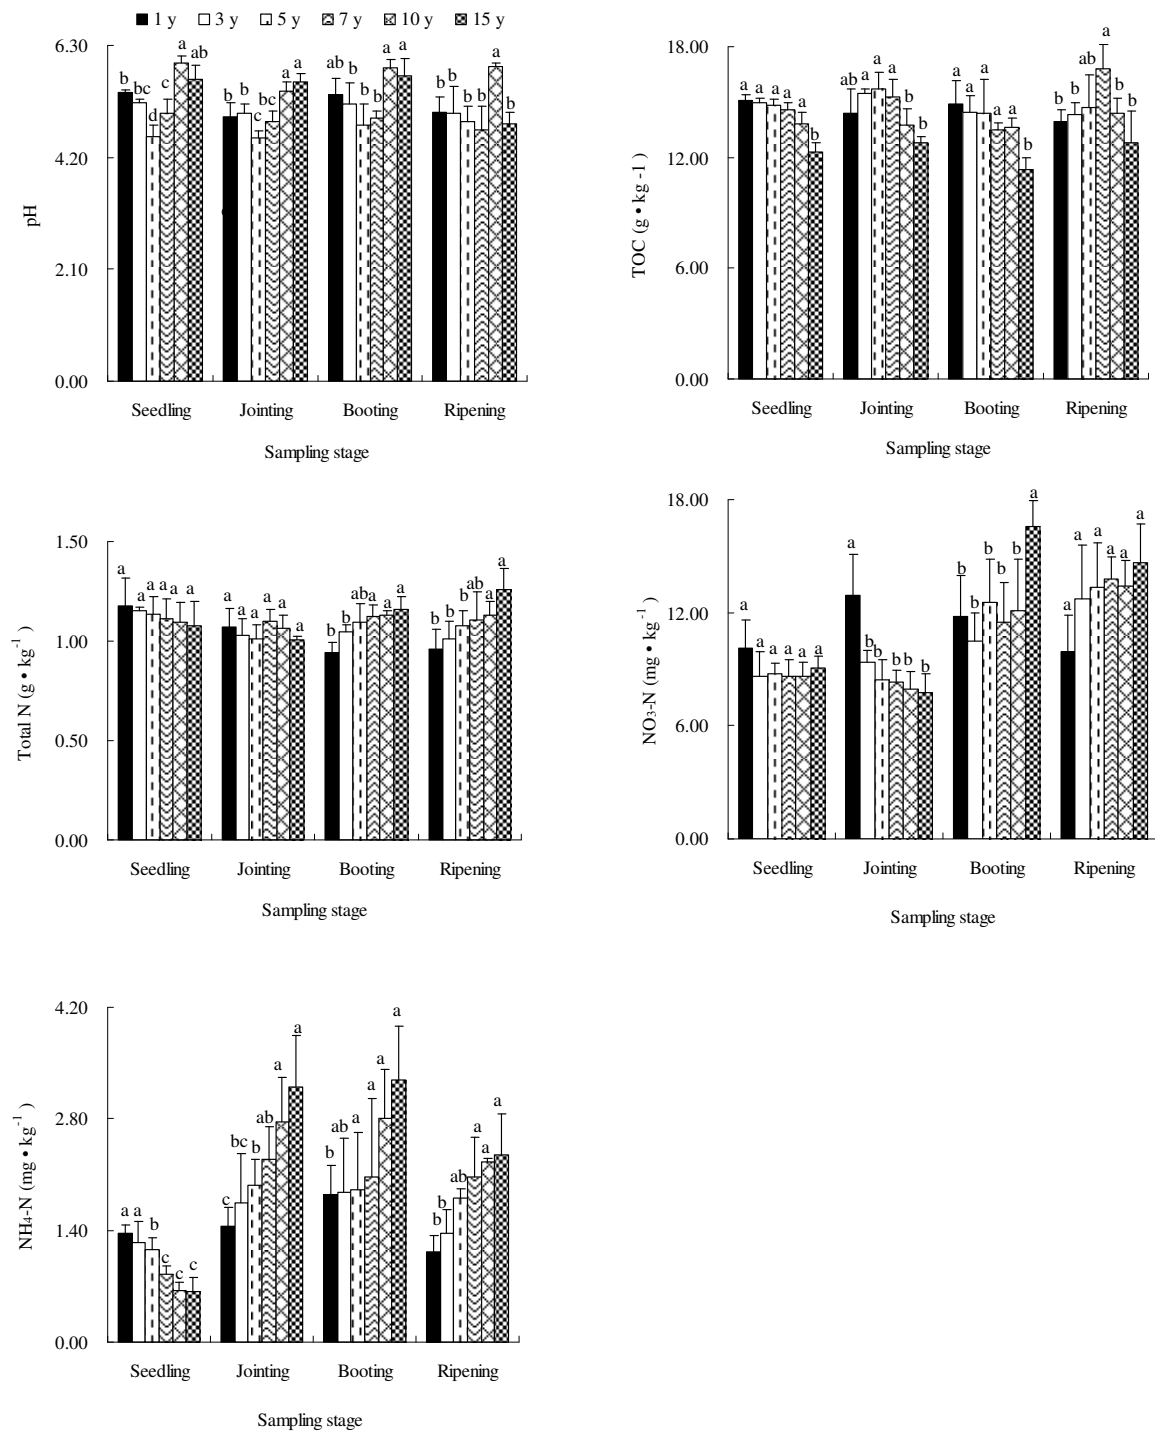 1 y 3 y 5 y 7 y 10 y 15 y
6.30
4.20
2.10
0.00
pH
b bc d c a ab
b b c bc a a
ab b b b a a
b b b b a b
Seedling Jointing Booting Ripening
Sampling stage
18.00
12.00
6.00
0.00
TOC (g • kg -1 )
a a a a a b
ab a a a b b
a a a a a b
b b ab a b b
Seedling Jointing Booting Ripening
Sampling stage
1.50
1.00
0.50
0.00
Total N (g • kg-1 )
a a a a a a
a a a a a a
b b ab a a a
b b b ab a a
Seedling Jointing Booting Ripening
Sampling stage
18.00
12.00
6.00
0.00
NO3-N (mg • kg-1 )
a a a a a a
a b b b b b
b b b b b a
b a a a a a
Seedling Jointing Booting Ripening
Sampling stage
4.20
2.80
1.40
0.00
NH4-N (mg • kg-1 )
a a b c c c
c bc b ab a a
b ab a a a a
b b ab a a a
Seedling Jointing Booting Ripening
Sampling stage